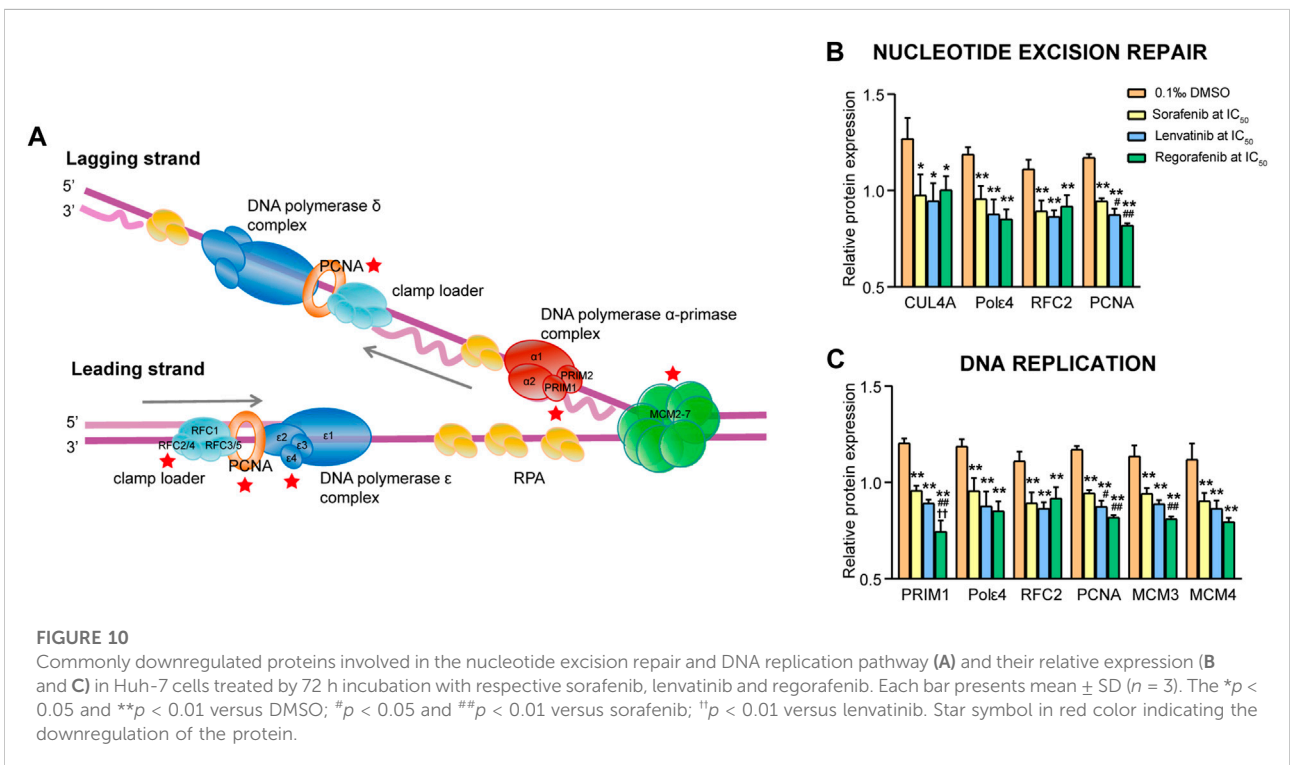 A
Lagging strand
5’
3’
DNA polymerase δ
complex
PCNA
clamp loader
DNA polymerase α-primase
complex
α1
α2
PRIM2
PRIM1
MCM2-7
Leading strand
5’
3’
RFC1
RFC2/4
RFC3/5
PCNA
clamp loader
ε2
ε3
ε4
ε1
DNA polymerase ε
complex
RPA
B NUCLEOTIDE EXCISION REPAIR
0.1‰ DMSO
Sorafenib at IC50
Lenvatinib at IC50
Regorafenib at IC50
Relative protein expression
1.5
1.0
0.5
* * *
** ** **
** ** **
** ** **
# ##
CUL4A Polε4 RFC2 PCNA
C DNA REPLICATION
Relative protein expression
1.5
1.0
0.5
** ** **
##
††
** ** **
** ** **
** ** **
# ##
** ** **
##
** ** **
PRIM1 Polε4 RFC2 PCNA MCM3 MCM4
FIGURE 10
Commonly downregulated proteins involved in the nucleotide excision repair and DNA replication pathway (A) and their relative expression (B
and C) in Huh-7 cells treated by 72 h incubation with respective sorafenib, lenvatinib and regorafenib. Each bar presents mean ± SD (n = 3). The *p <
0.05 and **p < 0.01 versus DMSO; #p < 0.05 and ##p < 0.01 versus sorafenib; ††p < 0.01 versus lenvatinib. Star symbol in red color indicating the
downregulation of the protein.